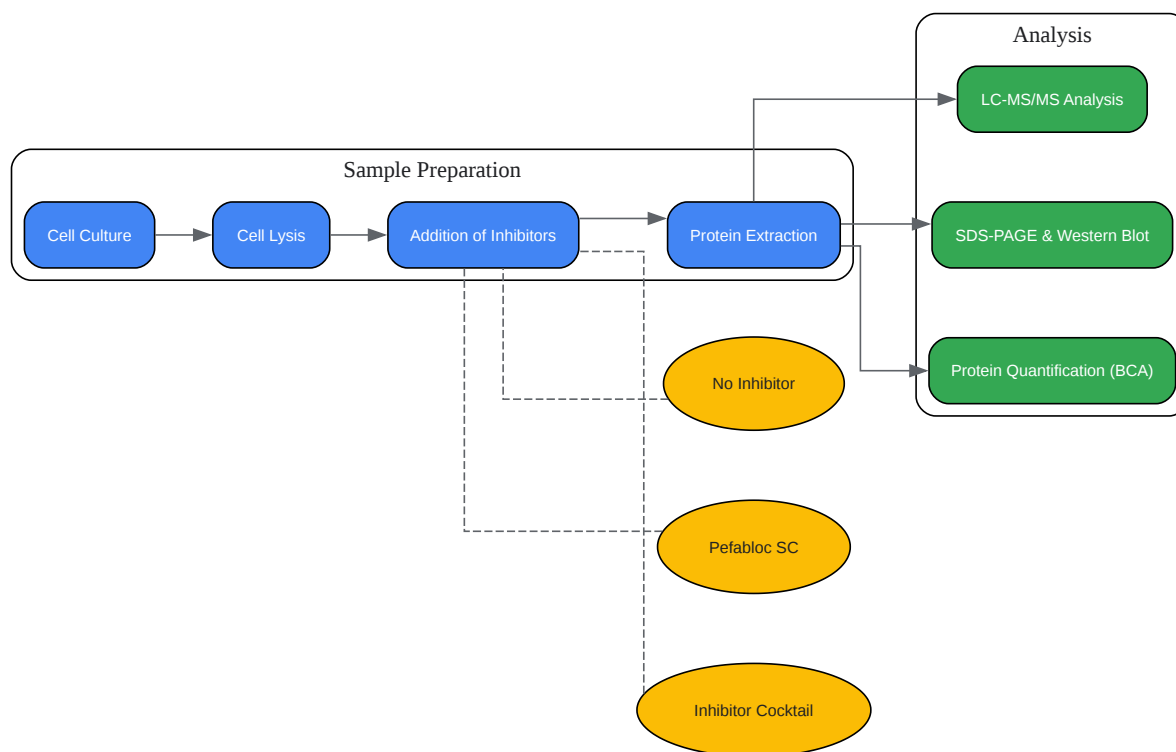 Analysis
LC-MS/MS Analysis
Sample Preparation
Cell Culture
Cell Lysis
Addition of Inhibitors
Protein Extraction
SDS-PAGE & Western Blot
No Inhibitor
Protein Quantification (BCA)
Pefabloc SC
Inhibitor Cocktail